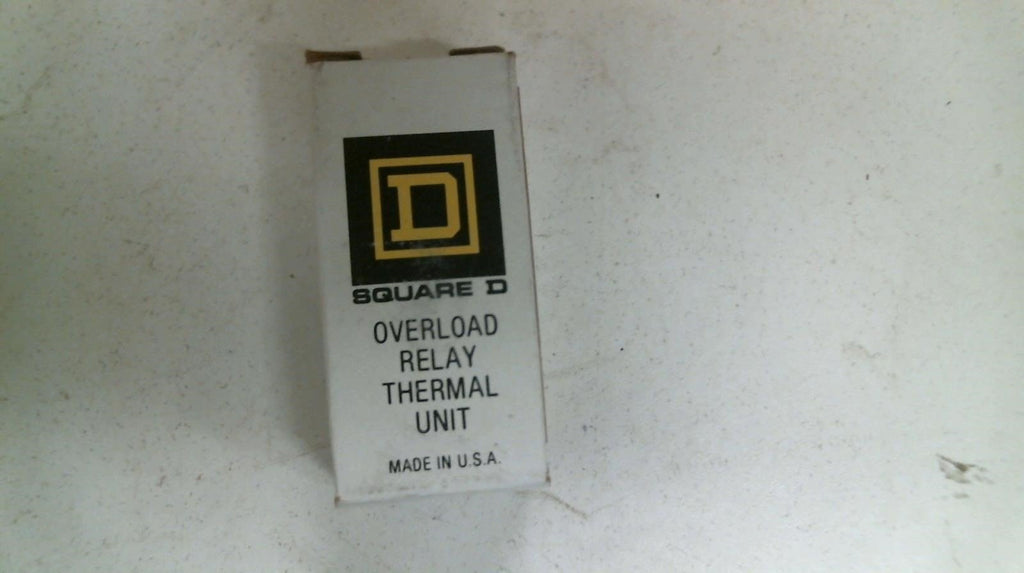 D
SQUARE D
OVERLOAD
RELAY
THERMAL
UNIT
MADE IN U.S.A.